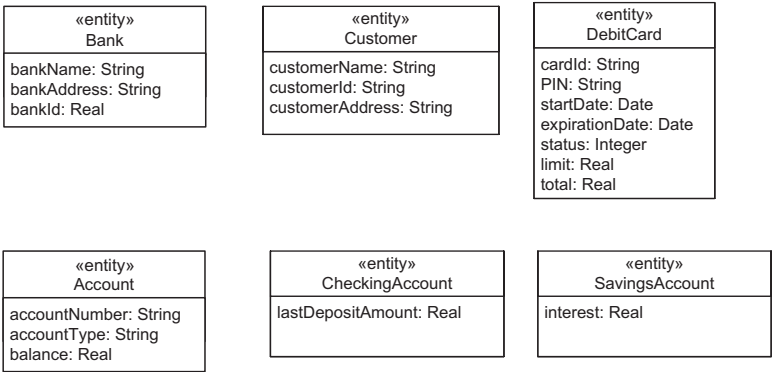 «entity»
Bank
bankName: String
bankAddress: String
bankId: Real
«entity»
Customer
customerName: String
customerId: String
customerAddress: String
«entity»
DebitCard
cardId: String
PIN: String
startDate: Date
expirationDate: Date
status: Integer
limit: Real
total: Real
«entity»
Account
accountNumber: String
accountType: String
balance: Real
«entity»
CheckingAccount
lastDepositAmount: Real
«entity»
SavingsAccount
interest: Real